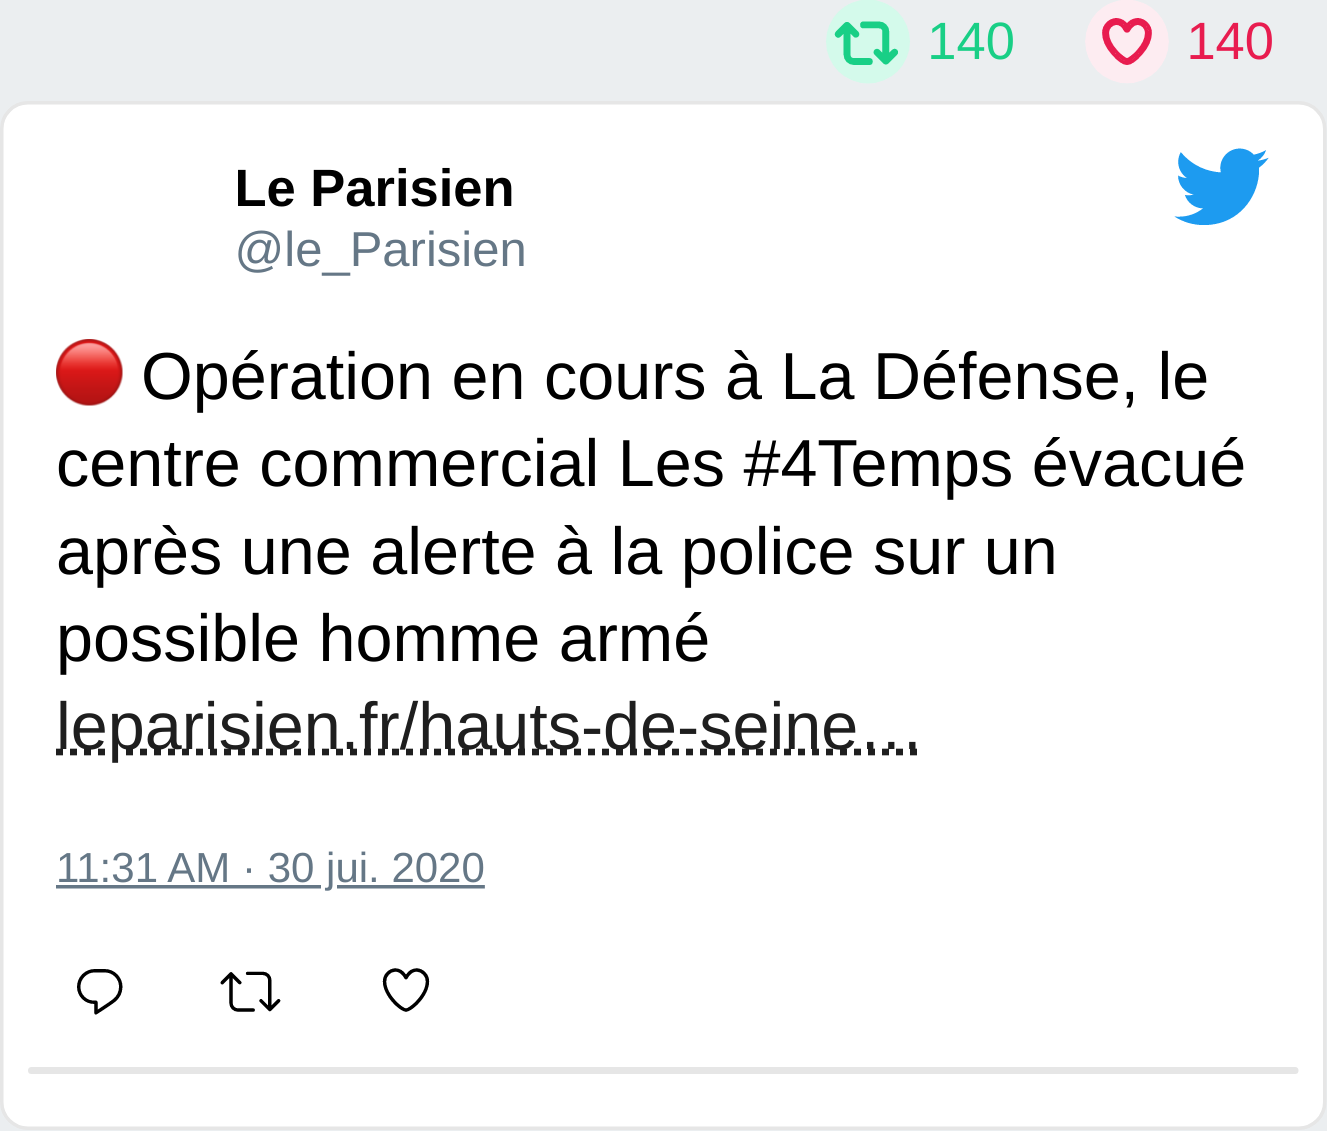 140 140
Le Parisien
@le_Parisien
🔴 Opération en cours à La Défense, le
centre commercial Les #4Temps évacué
après une alerte à la police sur un
possible homme armé
leparisien.fr/hauts-de-seine…
11:31 AM · 30 jui. 2020